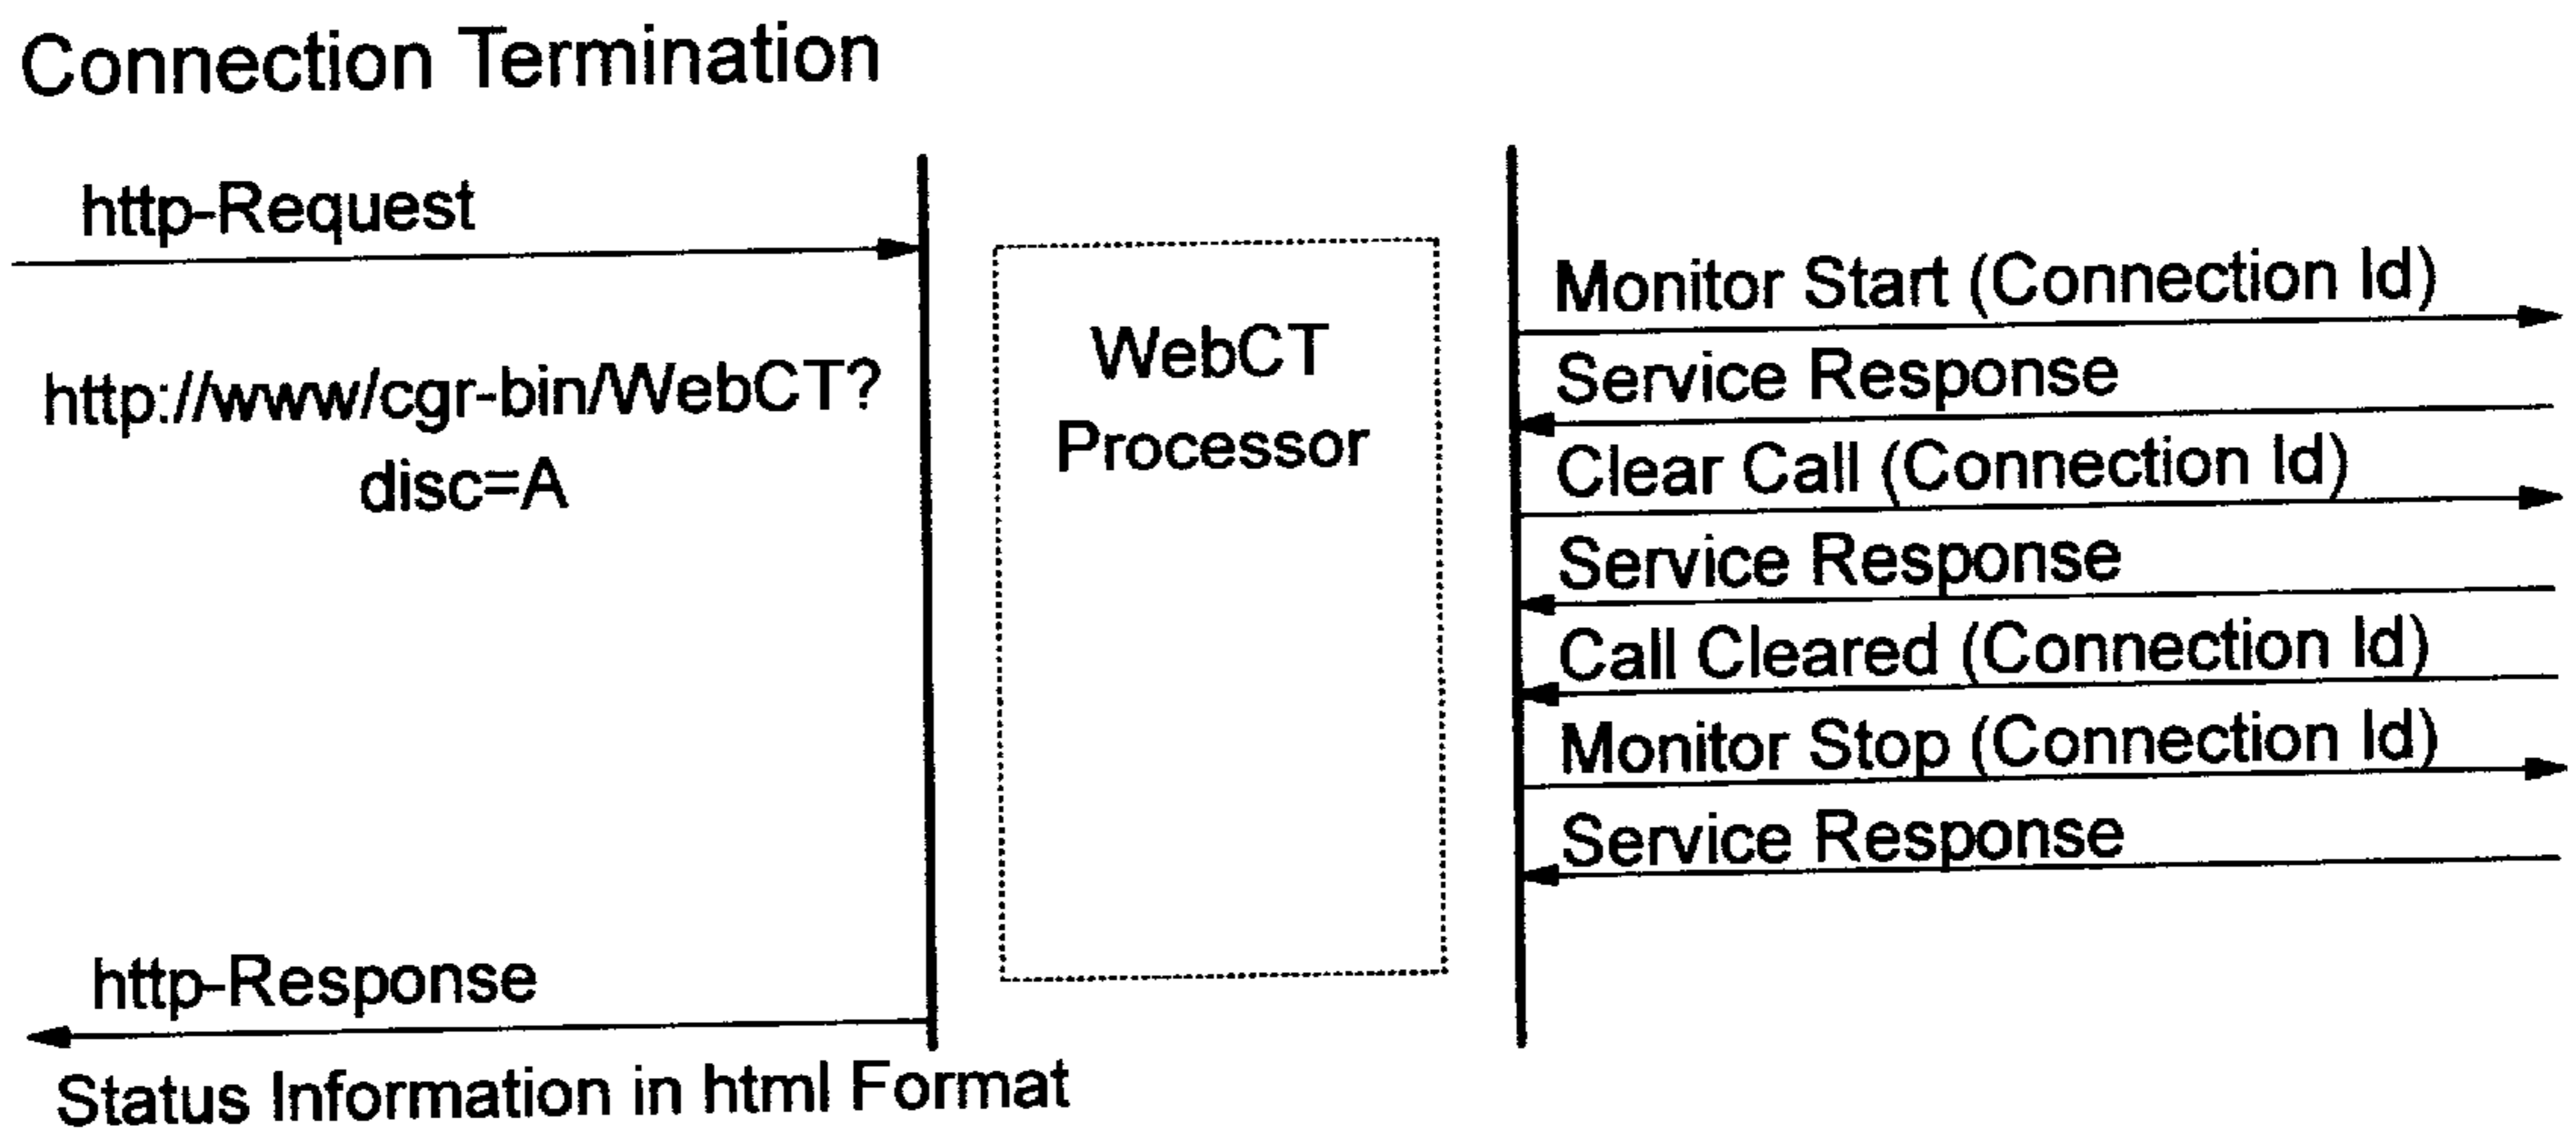 Connection Termination
http-Request
http://www/cgr-bin/WebCT?
disc=A
WebCT
Processor
Monitor Start (Connection Id)
Service Response
Clear Call (Connection Id)
Service Response
Call Cleared (Connection Id)
Monitor Stop (Connection Id)
Service Response
http-Response
Status Information in html Format